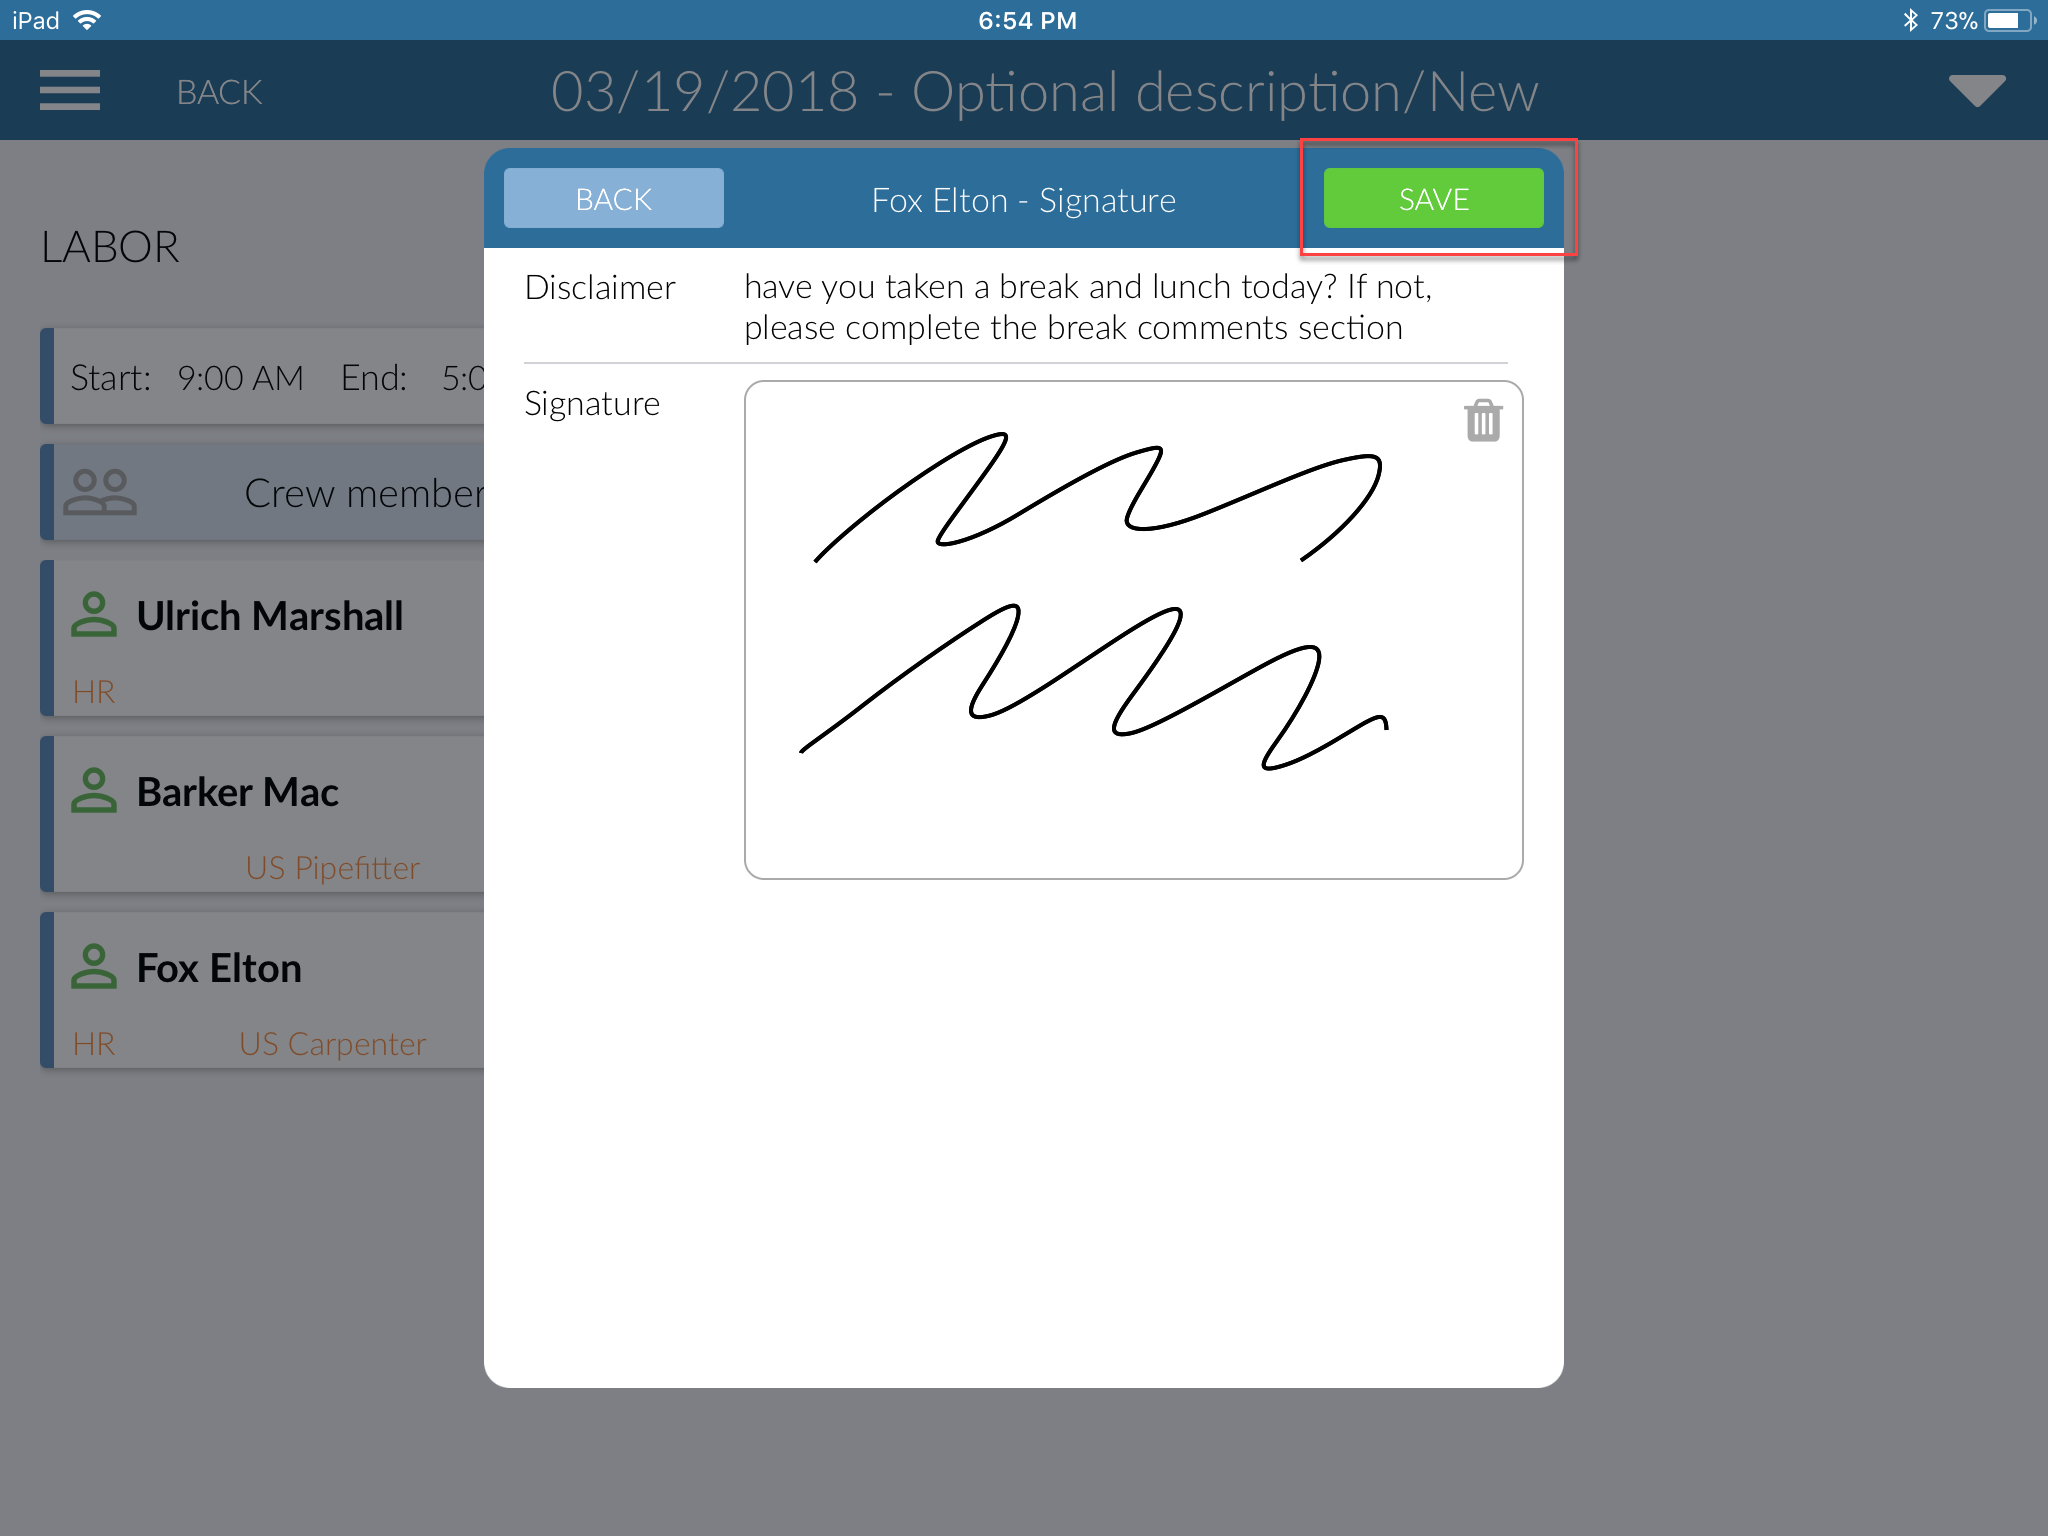 iPad 6:54 PM 73%
BACK 03/19/2018 - Optional description/New
BACK Fox Elton - Signature SAVE
LABOR
Disclaimer have you taken a break and lunch today? If not,
please complete the break comments section
Start: 9:00 AM End: 5:0
Signature
Crew member
Ulrich Marshall
HR
Barker Mac
US Pipefitter
Fox Elton
HR US Carpenter